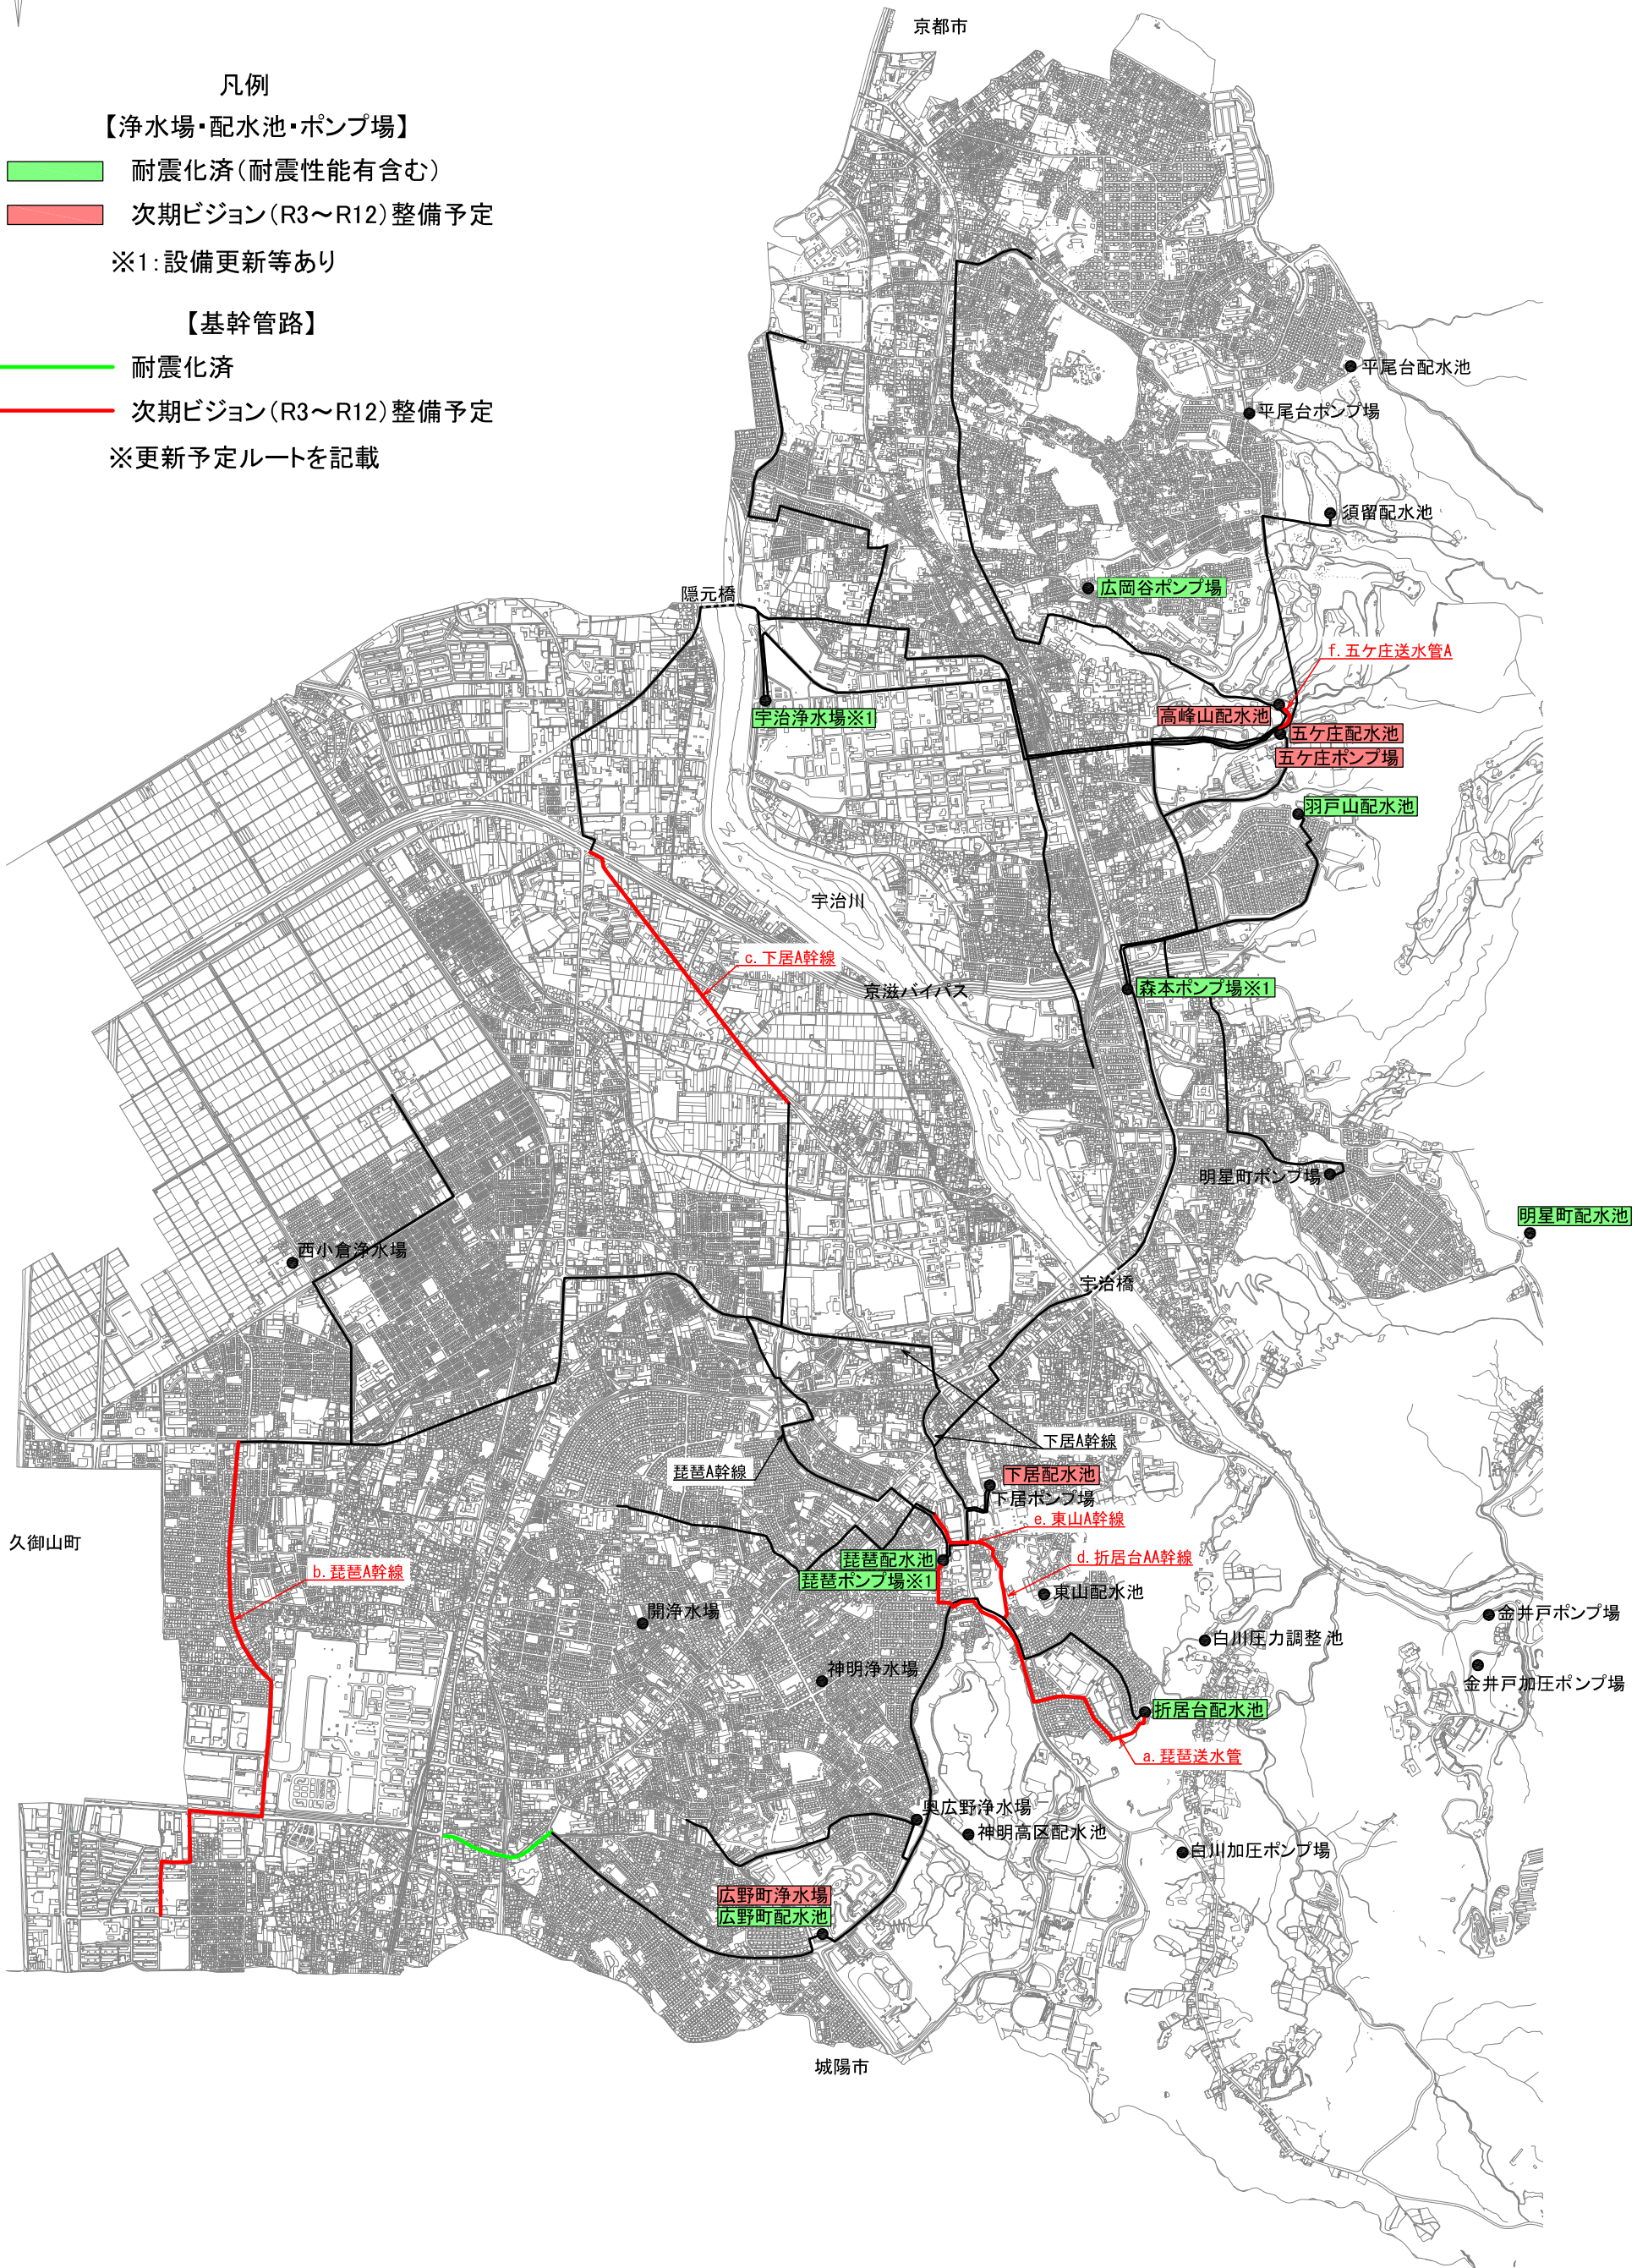 京都市
凡例
【浄水場・配水池・ポンプ場】
耐震化済（耐震性能有含む）
次期ビジョン（R3～R12）整備予定
※1：設備更新等あり
【基幹管路】
耐震化済
次期ビジョン（R3～R12）整備予定
※更新予定ルートを記載
平尾台配水池
平尾台ポンプ場
須留配水池
広岡谷ポンプ場
隠元橋
f. 五ケ庄送水管A
宇治浄水場※1
高峰山配水池
五ケ庄配水池
五ケ庄ポンプ場
羽戸山配水池
宇治川
c. 下居A幹線
京滋バイパス
森本ポンプ場※1
明星町ポンプ場
明星町配水池
西小倉浄水場
宇治橋
下居A幹線
琵琶A幹線
下居配水池
下居ポンプ場
e. 東山A幹線
久御山町
琵琶配水池
d. 折居台AA幹線
b. 琵琶A幹線
琵琶ポンプ場※1
東山配水池
開浄水場
金井戸ポンプ場
白川圧力調整池
神明浄水場
金井戸加圧ポンプ場
折居台配水池
a. 琵琶送水管
奥広野浄水場
神明高区配水池
白川加圧ポンプ場
広野町浄水場
広野町配水池
城陽市